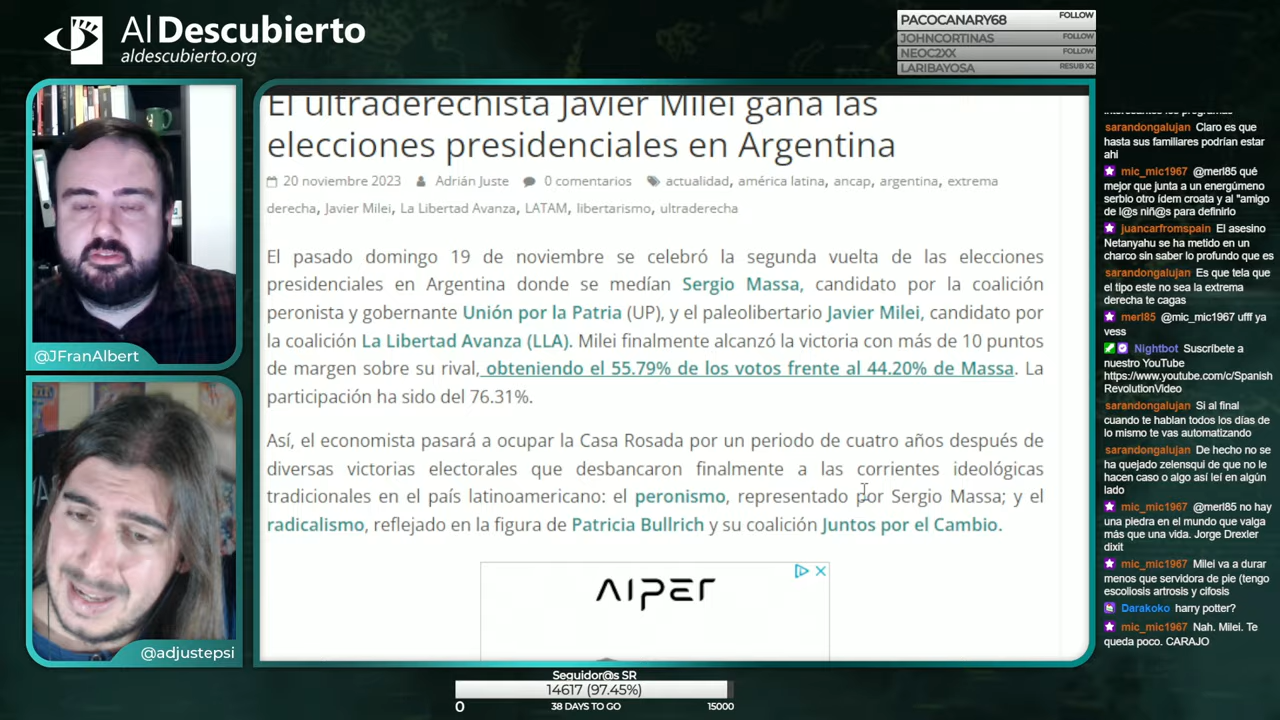 Al Descubierto
aldescubierto.org
PACOCANARY68 FOLLOW
JOHNCORTINAS FOLLOW
NEOC2XX FOLLOW
LARIBAYOSA RESUB X2
@JFranAlbert
@adjustepsi
El ultraderechista Javier Milei gana las
elecciones presidenciales en Argentina
20 noviembre 2023 Adrián Juste 0 comentarios actualidad, américa latina, ancap, argentina, extrema
derecha, Javier Milei, La Libertad Avanza, LATAM, libertarismo, ultraderecha
El pasado domingo 19 de noviembre se celebró la segunda vuelta de las elecciones
presidenciales en Argentina donde se medían Sergio Massa, candidato por la coalición
peronista y gobernante Unión por la Patria (UP), y el paleolibertario Javier Milei, candidato por
la coalición La Libertad Avanza (LLA). Milei finalmente alcanzó la victoria con más de 10 puntos
de margen sobre su rival, obteniendo el 55.79% de los votos frente al 44.20% de Massa. La
participación ha sido del 76.31%.
Así, el economista pasará a ocupar la Casa Rosada por un periodo de cuatro años después de
diversas victorias electorales que desbancaron finalmente a las corrientes ideológicas
tradicionales en el país latinoamericano: el peronismo, representado por Sergio Massa; y el
radicalismo, reflejado en la figura de Patricia Bullrich y su coalición Juntos por el Cambio.
AIPER
interesantes los programas
sarandongalujan Claro es que
hasta sus familiares podrían estar
ahi
mic_mic1967 @merl85 qué
mejor que junta a un energúmeno
serbio otro ídem croata y al "amigo
de l@s niñ@s para definirlo
juancarfromspain El asesino
Netanyahu se ha metido en un
charco sin saber lo profundo que es
sarandongalujan Es que tela que
el tipo este no sea la extrema
derecha te cagas
merl85 @mic_mic1967 ufff ya
vess
Nightbot Suscríbete a
nuestro YouTube
https://www.youtube.com/c/Spanish
RevolutionVideo
sarandongalujan Si al final
cuando te hablan todos los días de
lo mismo te vas automatizando
sarandongalujan De hecho no se
ha quejado zelensqui de que no le
hacen caso o algo así leí en algún
lado
mic_mic1967 @merl85 no hay
una piedra en el mundo que valga
más que una vida. Jorge Drexler
dixit
mic_mic1967 Milei va a durar
menos que servidora de pie (tengo
escoliosis artrosis y cifosis
Darakoko harry potter?
mic_mic1967 Nah. Milei. Te
queda poco. CARAJO
Seguidor@s SR
14617 (97.45%)
0 38 DAYS TO GO 15000